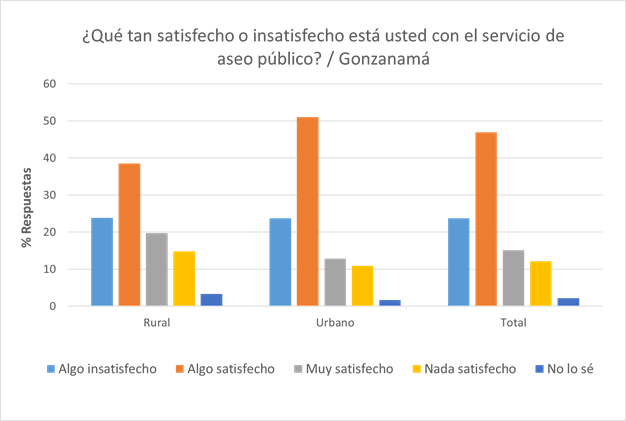 ¿Qué tan satisfecho o insatisfecho está usted con el servicio de
aseo público? / Gonzanamá
60
50
40
30
20
10
0
% Respuestas
Rural
Urbano
Total
Algo insatisfecho
Algo satisfecho
Muy satisfecho
Nada satisfecho
No lo sé